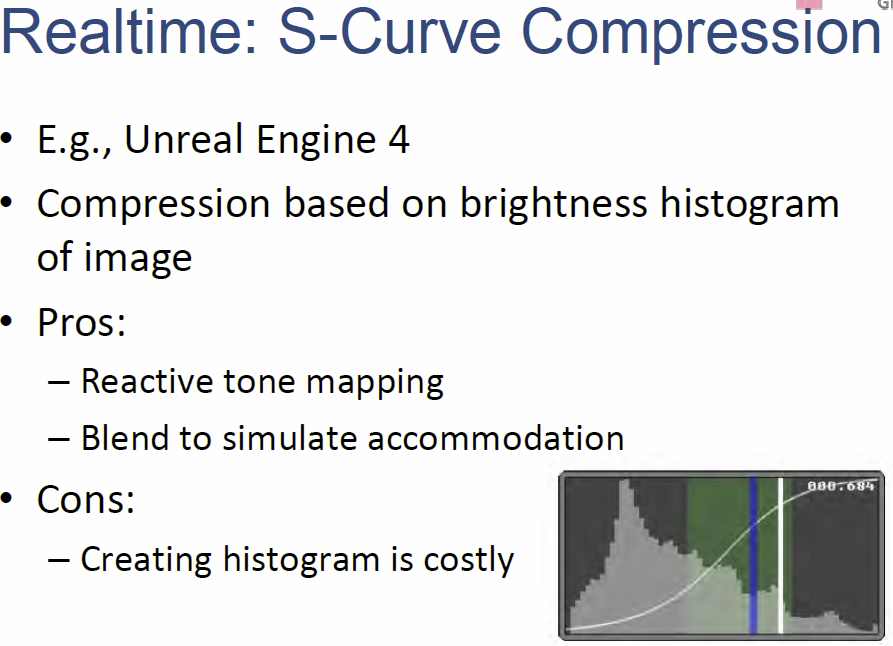 Realtime: S-Curve Compression
• E.g., Unreal Engine 4
• Compression based on brightness histogram
of image
• Pros:
– Reactive tone mapping
– Blend to simulate accommodation
• Cons:
– Creating histogram is costly
000.684